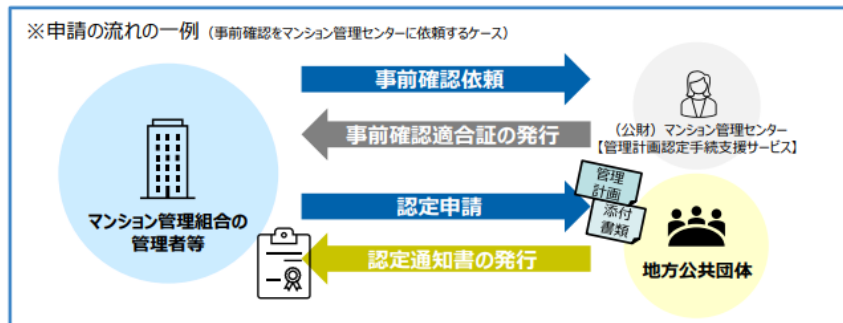 ※申請の流れの一例（事前確認をマンション管理センターに依頼するケース）
事前確認依頼
事前確認適合証の発行
（公財）マンション管理センター
【管理計画認定手続支援サービス】
マンション管理組合の
管理者等
認定申請
管理
計画
添付
書類
認定通知書の発行
地方公共団体